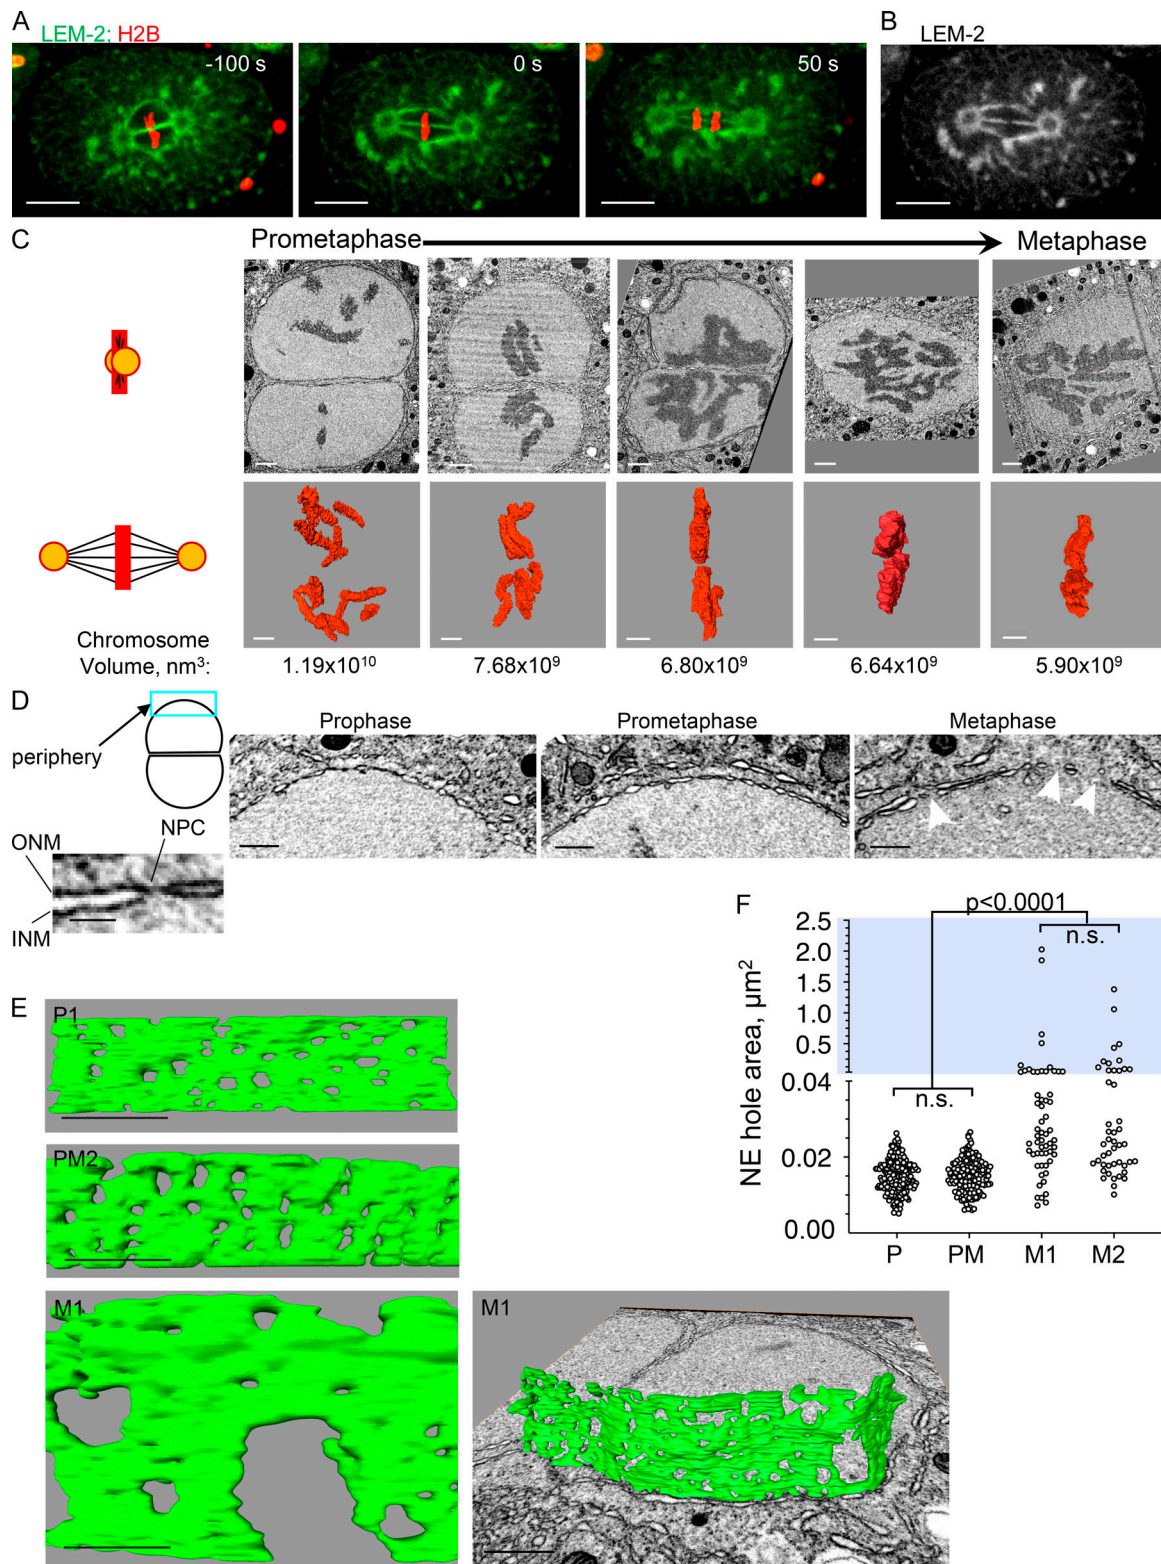 A
LEM-2; H2B
-100 s
0 s
50 s
B
LEM-2
C
Prometaphase
Metaphase
Chromosome
Volume, nm³:
1.19x10¹⁰
7.68x10⁹
6.80x10⁹
6.64x10⁹
5.90x10⁹
D
periphery
NPC
ONM
INM
Prophase
Prometaphase
Metaphase
E
P1
PM2
M1
M1
F
p<0.0001
n.s.
n.s.
NE hole area, µm²
2.5
2.0
1.5
1.0
0.5
0.04
0.02
0.00
P
PM
M1
M2